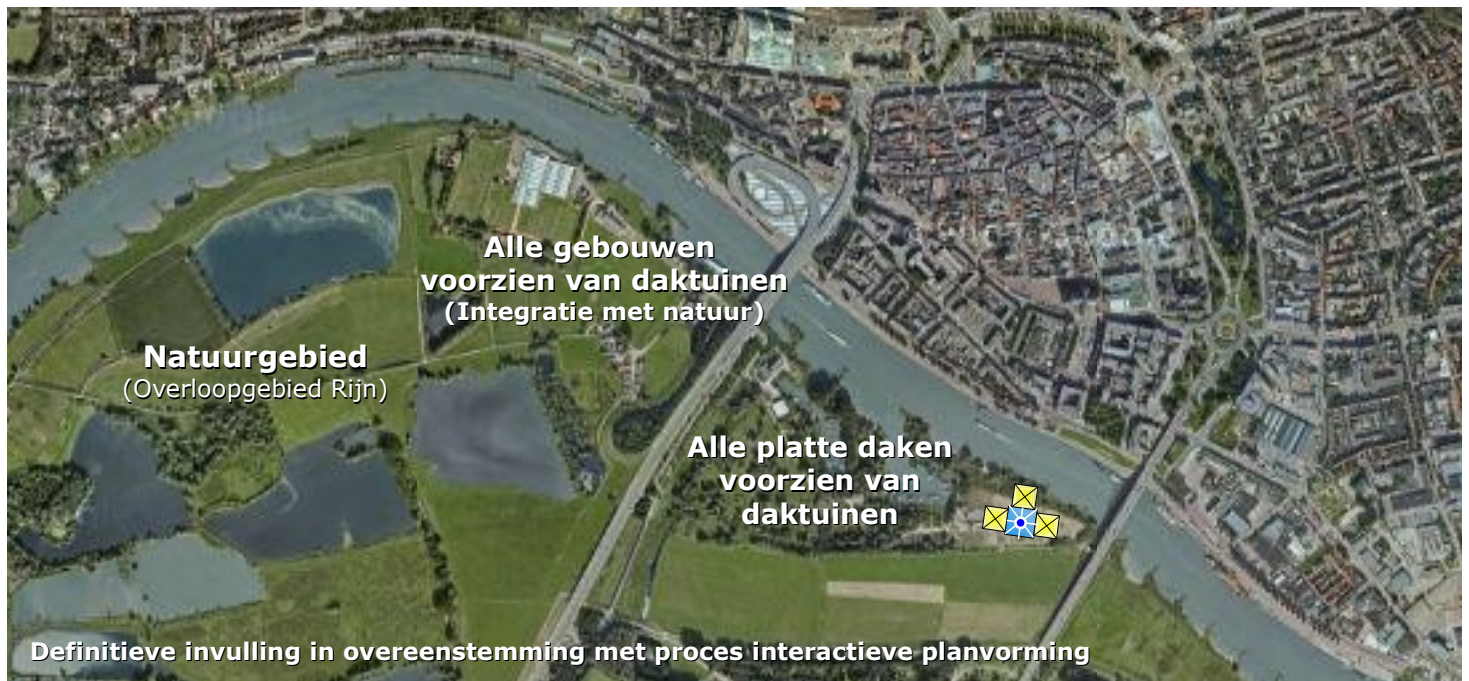 Alle gebouwen
voorzien van daktuinen
(Integratie met natuur)
Natuurgebied
(Overloopgebied Rijn)
Alle platte daken
voorzien van
daktuinen
Definitieve invulling in overeenstemming met proces interactieve planvorming